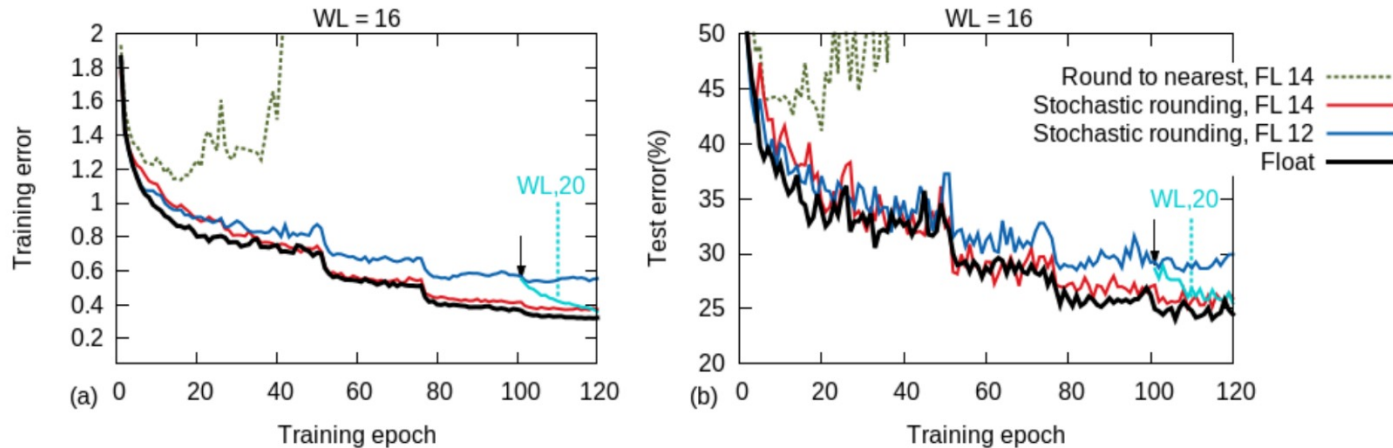 WL = 16
2
1.8
1.6
1.4
1.2
1
0.8
0.6
0.4
0.2
Training error
WL,20
(a)
0 20 40 60 80 100 120
Training epoch
WL = 16
50
45
40
35
30
25
20
Test error(%)
Round to nearest, FL 14
Stochastic rounding, FL 14
Stochastic rounding, FL 12
Float
WL,20
(b)
0 20 40 60 80 100 120
Training epoch